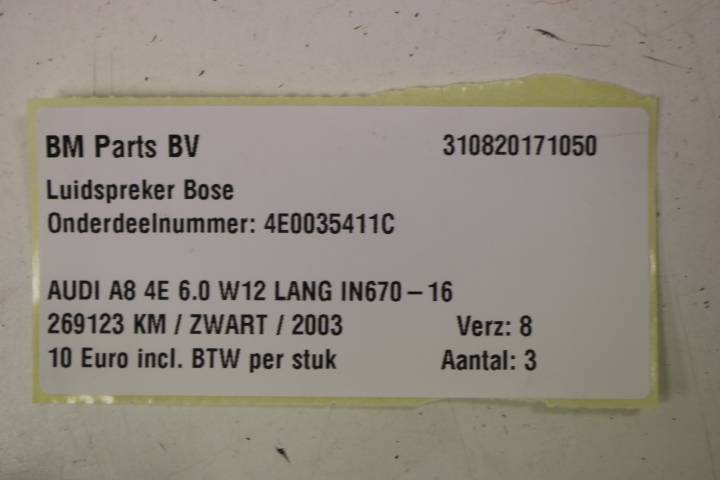 BM Parts BV 310820171050
Luidspreker Bose
Onderdeelnummer: 4E0035411C
AUDI A8 4E 6.0 W12 LANG IN670-16
269123 KM / ZWART / 2003 Verz: 8
10 Euro incl. BTW per stuk Aantal: 3